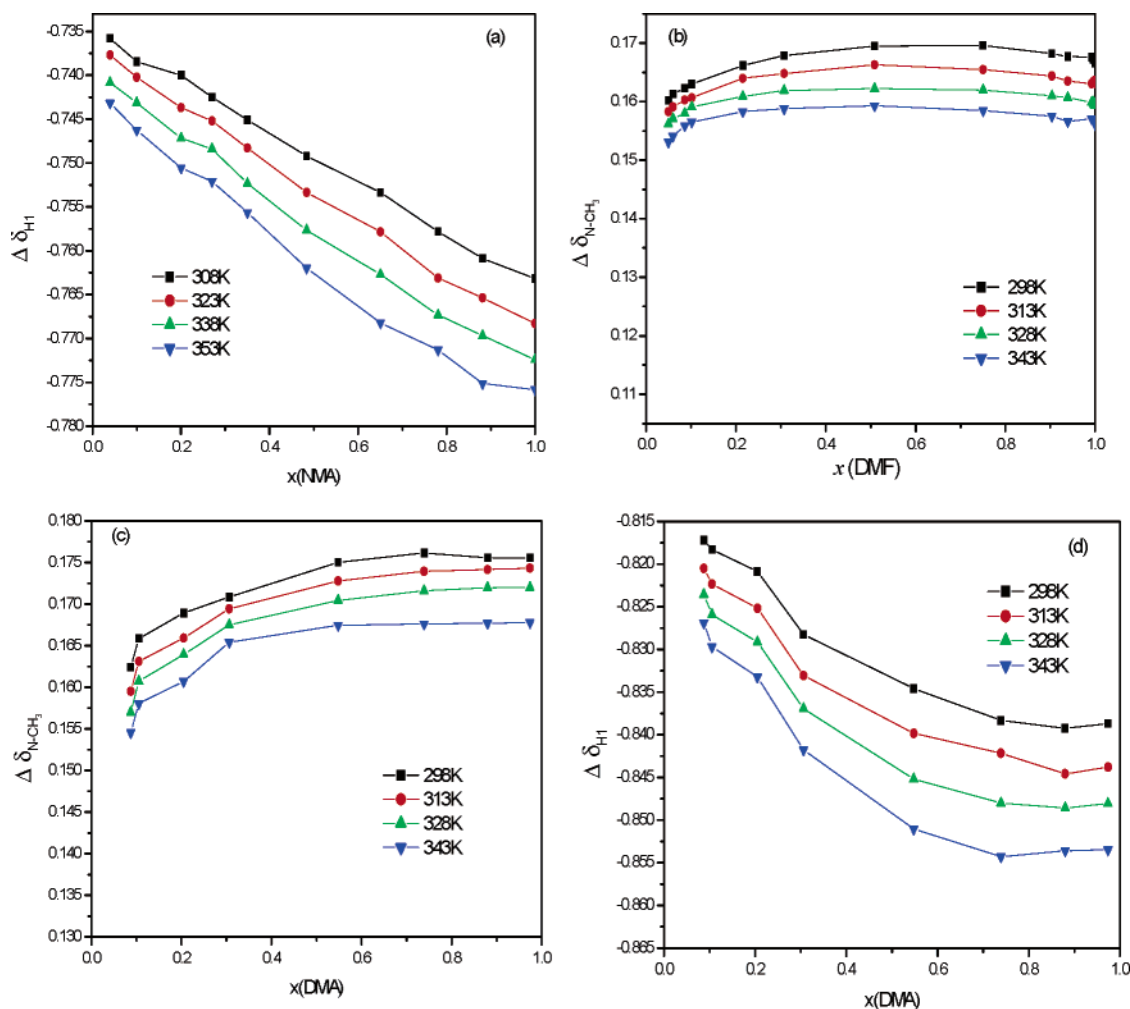 (a)
-0.735
-0.740
-0.745
-0.750
-0.755
-0.760
-0.765
-0.770
-0.775
-0.780
Δ δH1
308K
323K
338K
353K
0.0 0.2 0.4 0.6 0.8 1.0
x(NMA)
(b)
0.17
0.16
0.15
0.14
0.13
0.12
0.11
Δ δN-CH3
298K
313K
328K
343K
0.0 0.2 0.4 0.6 0.8 1.0
x (DMF)
(c)
0.180
0.175
0.170
0.165
0.160
0.155
0.150
0.145
0.140
0.135
0.130
Δ δN-CH3
298K
313K
328K
343K
0.0 0.2 0.4 0.6 0.8 1.0
x(DMA)
(d)
-0.815
-0.820
-0.825
-0.830
-0.835
-0.840
-0.845
-0.850
-0.855
-0.860
-0.865
Δ δH1
298K
313K
328K
343K
0.0 0.2 0.4 0.6 0.8 1.0
x(DMA)